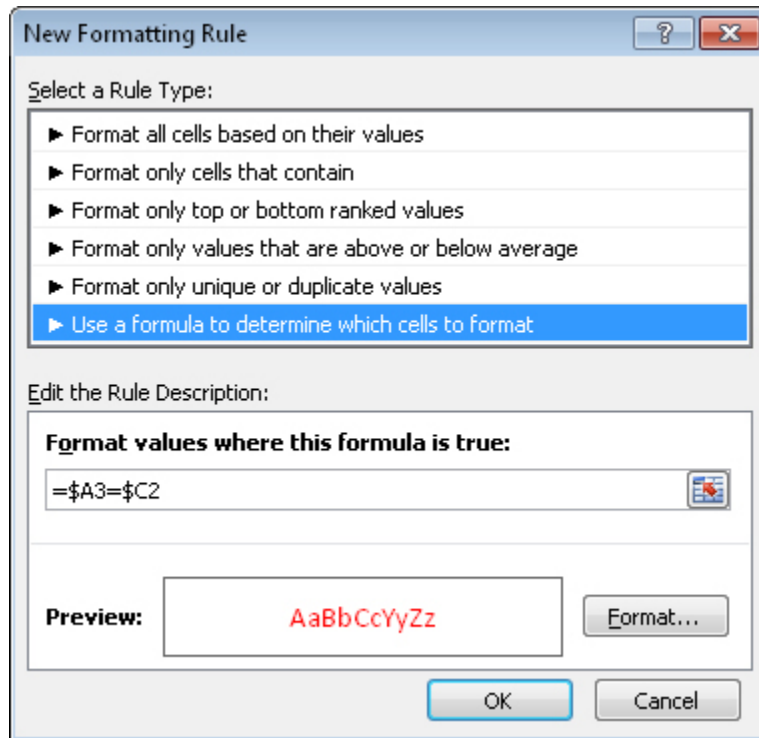 New Formatting Rule
Select a Rule Type:
► Format all cells based on their values
► Format only cells that contain
► Format only top or bottom ranked values
► Format only values that are above or below average
► Format only unique or duplicate values
► Use a formula to determine which cells to format
Edit the Rule Description:
Format values where this formula is true:
=$A3=$C2
Preview: AaBbCcYyZz Format...
OK Cancel